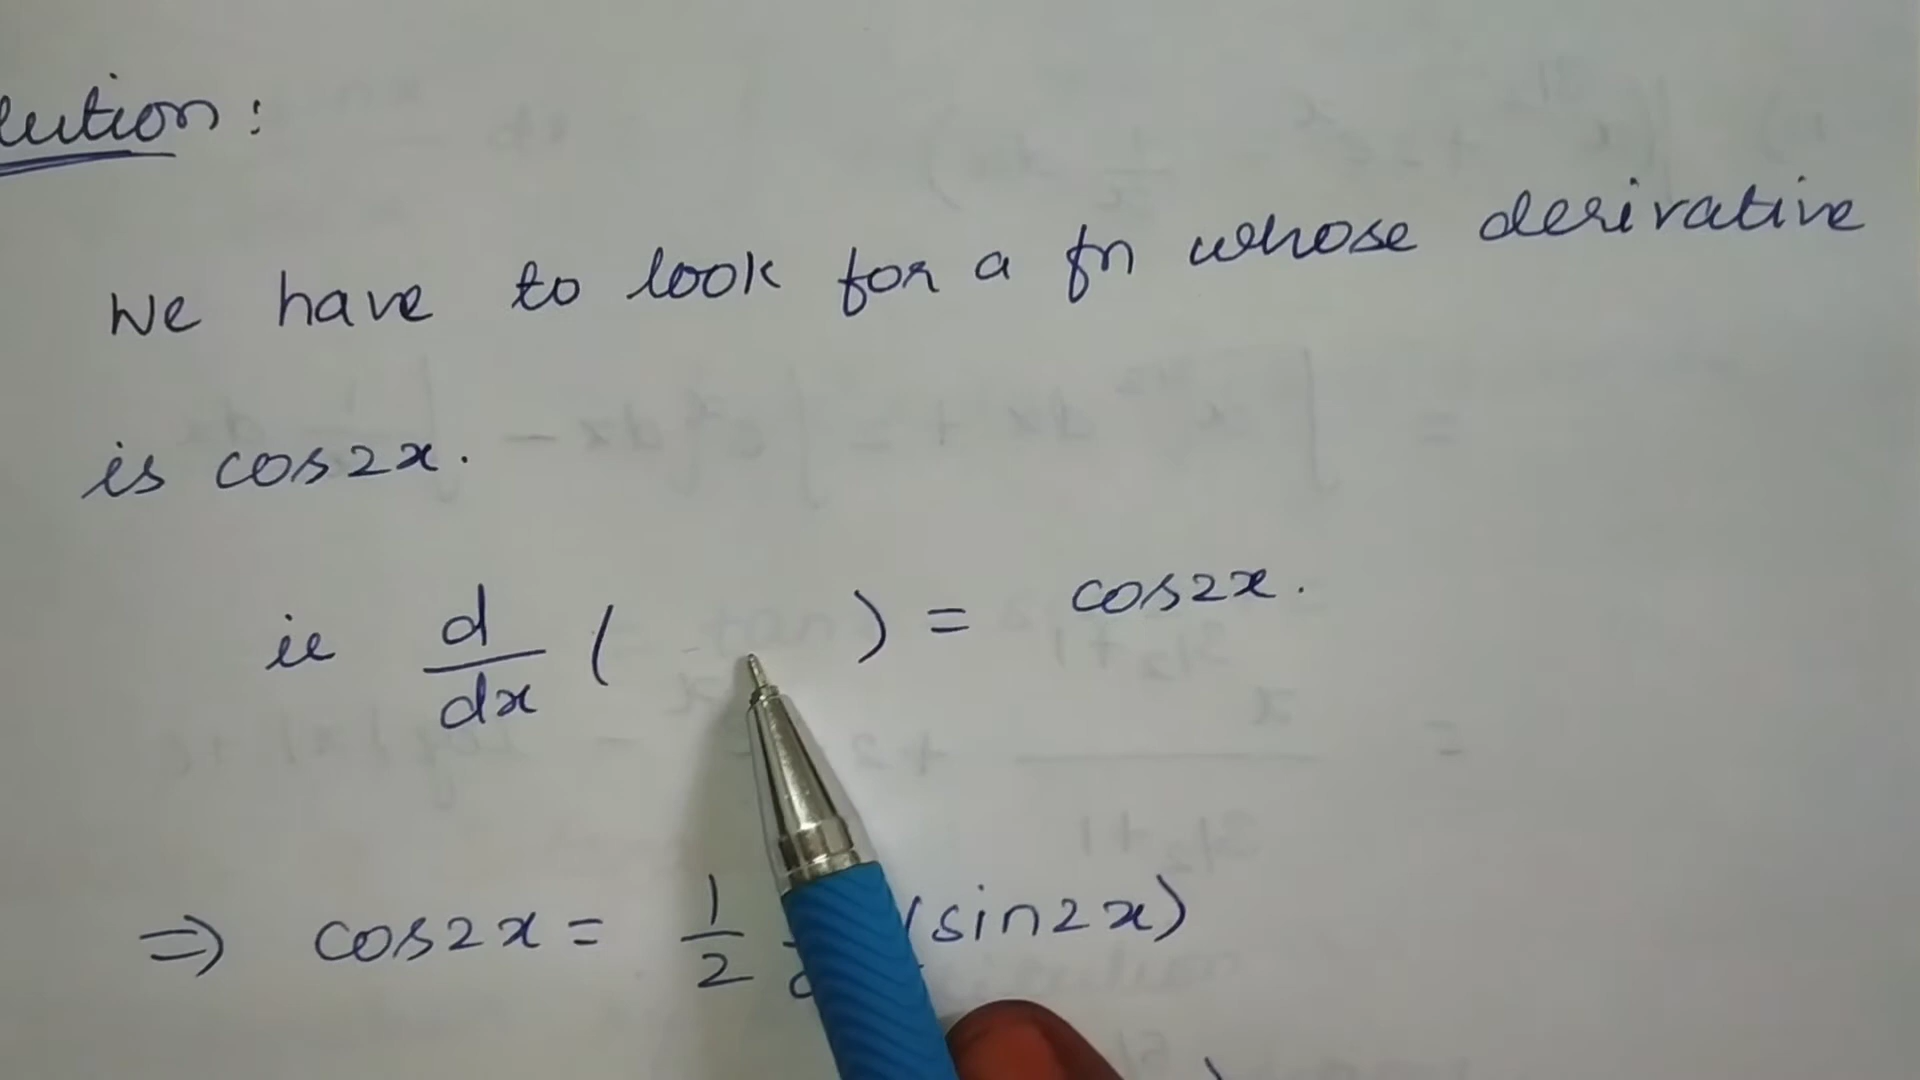 lution:
We have to look for a fn whose derivative
is cos2x.
ie d/dx ( ) = cos2x.
⇒ cos2x = 1/2 (sin2x)